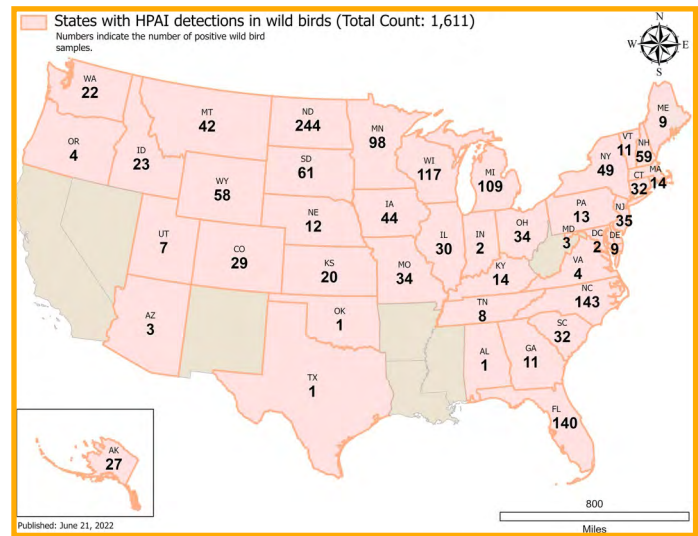 States with HPAI detections in wild birds (Total Count: 1,611)
Numbers indicate the number of positive wild bird
samples.
N
W
E
S
WA
22
MT
42
ND
244
MN
98
ME
9
OR
4
ID
23
SD
61
WI
117
MI
109
NY
49
VT
11
NH
59
CT
32
MA
14
WY
58
NE
12
IA
44
PA
13
NJ
35
UT
7
CO
29
KS
20
MO
34
IL
30
IN
2
OH
34
MD
3
DC
2
DE
9
KY
14
VA
4
NC
143
TN
8
AZ
3
OK
1
SC
32
AL
1
GA
11
TX
1
FL
140
AK
27
Published: June 21, 2022
800
Miles